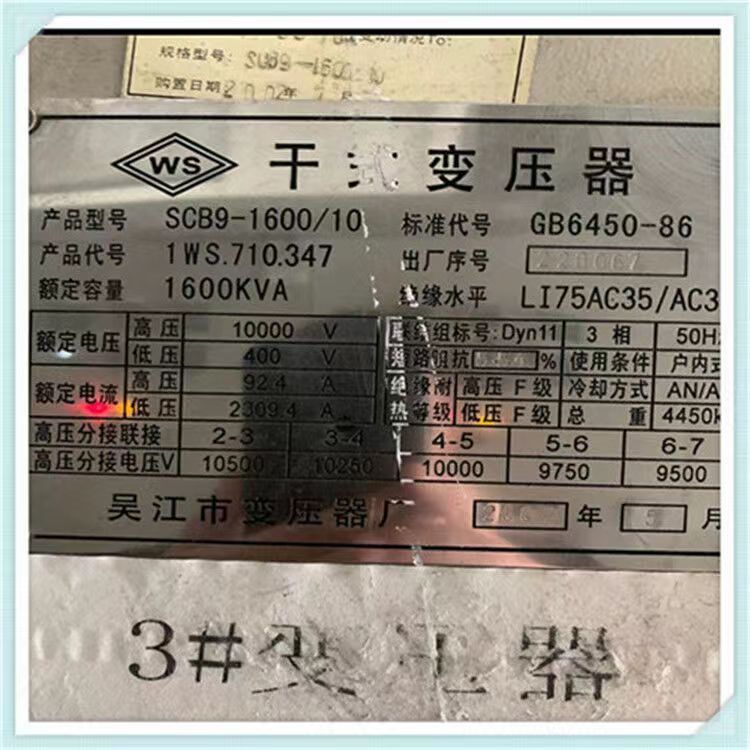 规格型号: SCB9-1600/10
购置日期 2002年
WS 干式变压器
产品型号 SCB9-1600/10 标准代号 GB6450-86
产品代号 1WS.710.347 出厂序号
额定容量 1600KVA 绝缘水平 LI75AC35/AC3
额定电压 高压 10000 V 联结组标号:Dyn11 3 相 50Hz
低压 400 V 短路阻抗 % 使用条件 户内式
额定电流 高压 92.4 A 绝缘耐 高压 F 级 冷却方式 AN/A
低压 2309.4 A 热等级 低压 F 级 总 重 4450k
高压分接联接 2-3 3-4 4-5 5-6 6-7
高压分接电压V 10500 10250 10000 9750 9500
吴江市变压器厂 年 5 月
3#变压器